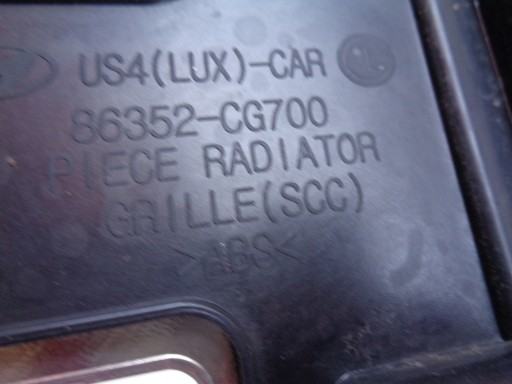 US4(LUX)-CAR
86352-CG700
PIECE RADIATOR
GRILLE(SCC)
>ABS<